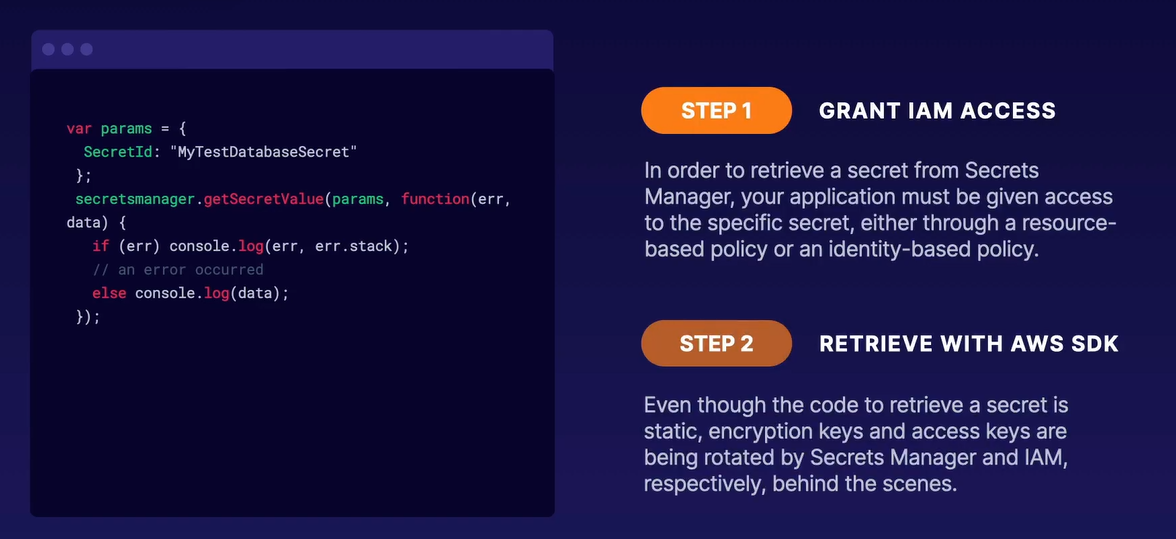 var params = {
SecretId: "MyTestDatabaseSecret"
};
secretsmanager.getSecretValue(params, function(err,
data) {
if (err) console.log(err, err.stack);
// an error occurred
else console.log(data);
});
STEP 1 GRANT IAM ACCESS
In order to retrieve a secret from Secrets
Manager, your application must be given access
to the specific secret, either through a resource-
based policy or an identity-based policy.
STEP 2 RETRIEVE WITH AWS SDK
Even though the code to retrieve a secret is
static, encryption keys and access keys are
being rotated by Secrets Manager and IAM,
respectively, behind the scenes.